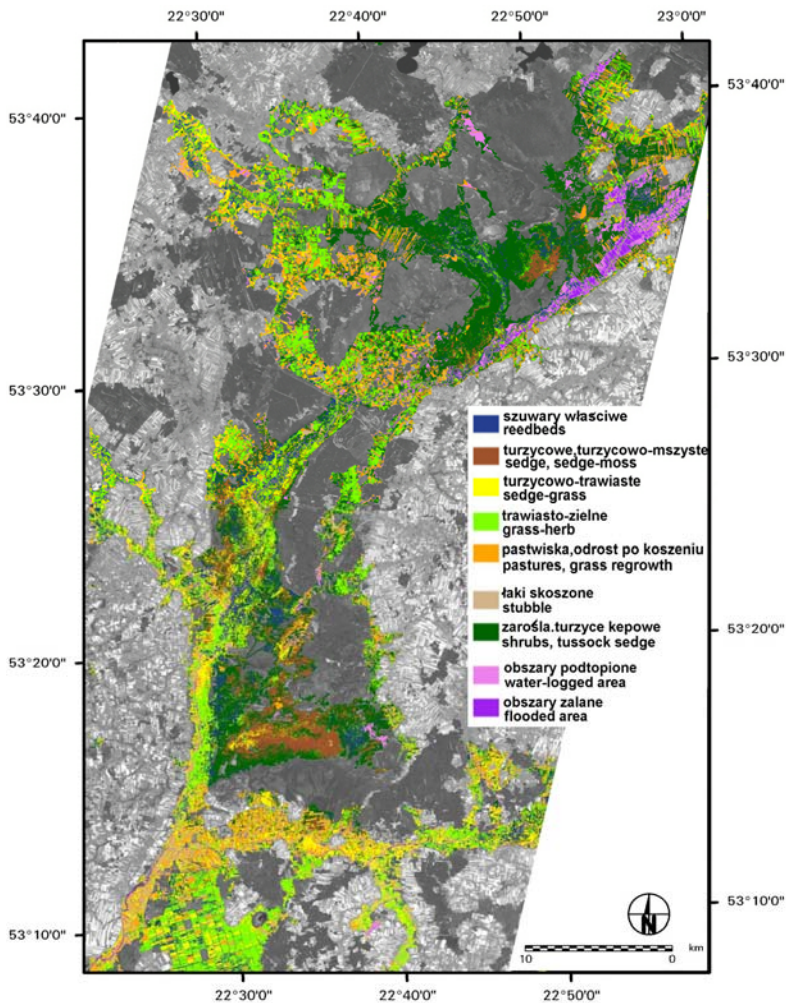 22°30'0"
22°40'0"
22°50'0"
23°0'0"
53°40'0"
53°40'0"
53°30'0"
53°30'0"
szuwary właściwe
reedbeds
turzycowe,turzycowo-mszyste
sedge, sedge-moss
turzycowo-trawiaste
sedge-grass
trawiasto-zielne
grass-herb
pastwiska,odrost po koszeniu
pastures, grass regrowth
łaki skoszone
stubble
zarośla.turzyce kepowe
shrubs, tussock sedge
obszary podtopione
water-logged area
obszary zalane
flooded area
53°20'0"
53°20'0"
53°10'0"
53°10'0"
N
10 0 km
22°30'0"
22°40'0"
22°50'0"